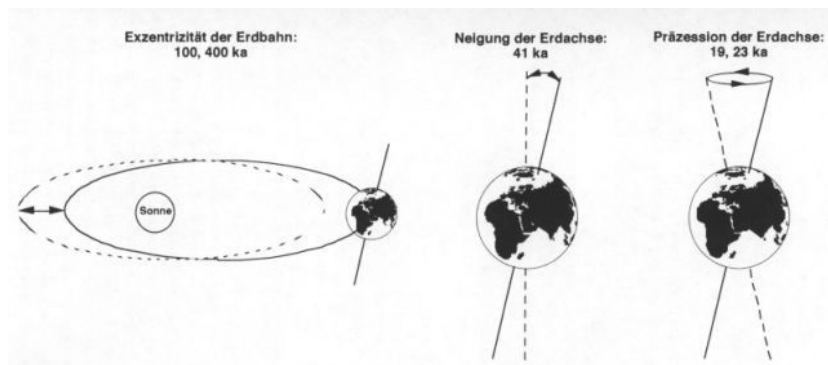 Exzentrizität der Erdbahn:
100, 400 ka
Neigung der Erdachse:
41 ka
Präzession der Erdachse:
19, 23 ka
Sonne